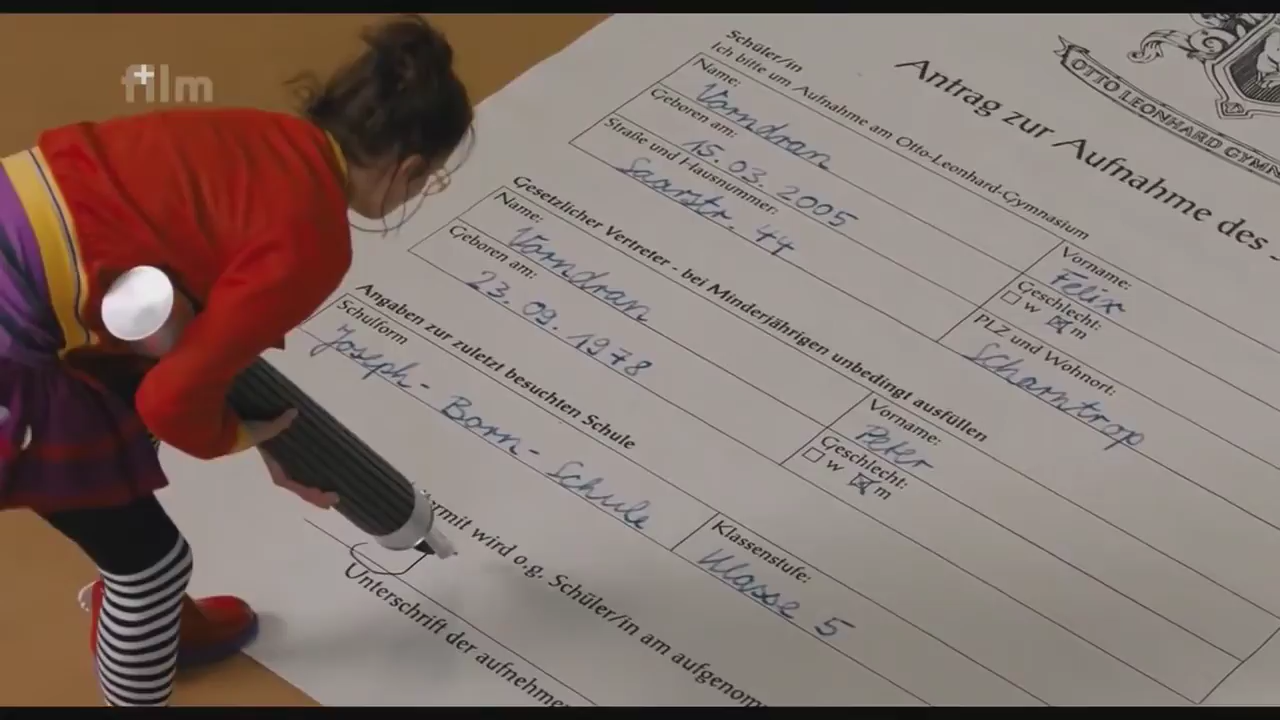 film
OTTO LEONHARD GYMN
Antrag zur Aufnahme des
Schüler/in
Ich bitte um Aufnahme am Otto-Leonhard-Gymnasium
Name:
Vorndran
Vorname:
Felix
Geboren am:
15.03.2005
Geschlecht:
w m
Straße und Hausnummer:
Saarstr. 44
PLZ und Wohnort:
Scharntrop
Gesetzlicher Vertreter - bei Minderjährigen unbedingt ausfüllen
Name:
Vorndran
Vorname:
Peter
Geboren am:
23.09.1978
Geschlecht:
w m
Angaben zur zuletzt besuchten Schule
Schulform
Joseph-Born-Schule
Klassenstufe:
Klasse 5
ermit wird o.g. Schüler/in am aufgenom
Unterschrift der aufnehme